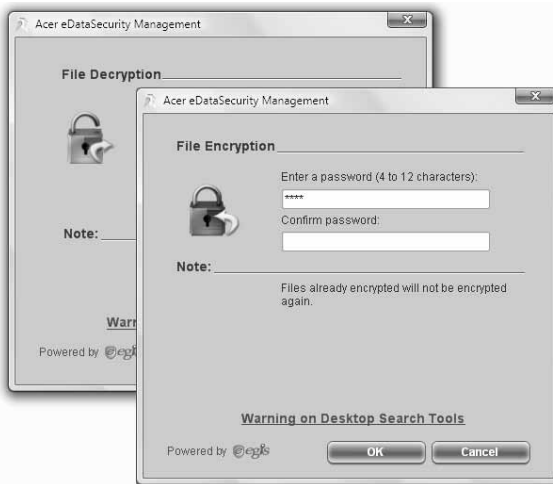 Acer eDataSecurity Management
File Decryption
Note:
Powered by egis
Acer eDataSecurity Management
File Encryption
Enter a password (4 to 12 characters):
****
Confirm password:
Note:
Files already encrypted will not be encrypted
again.
Warning on Desktop Search Tools
Powered by egis
OK
Cancel